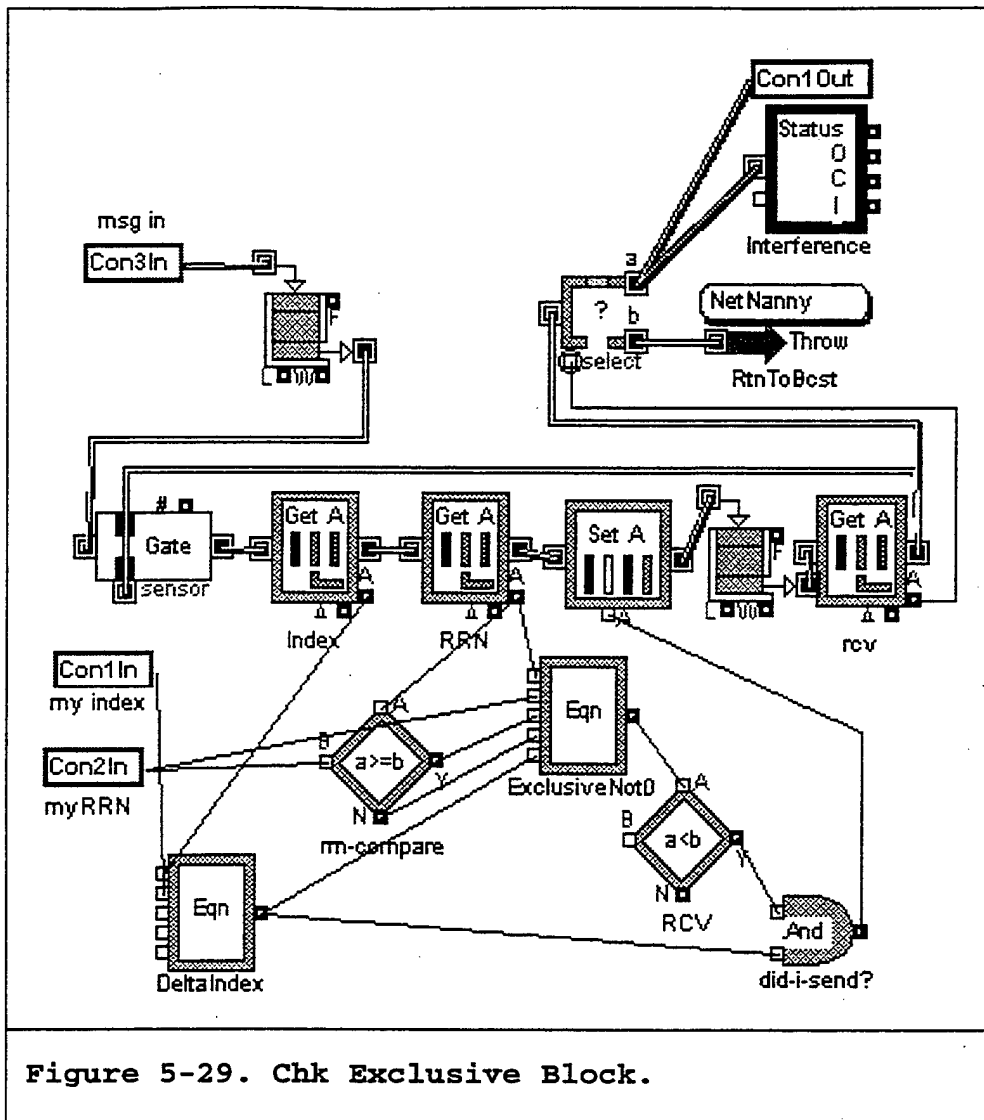 Con1Out
Status
O
C
I
Interference
msg in
Con3In
F
L W
a
?
b
select
NetNanny
Throw
RtnToBcst
#
Gate
sensor
Get A
A
Δ
Index
Get A
A
Δ
RRN
Set A
A
F
L W
Get A
A
Δ
rcv
Con1In
my index
Con2In
myRRN
A
B
a>=b
Y
N
rrn-compare
Eqn
ExclusiveNot0
A
B
a<b
Y
N
RCV
Eqn
DeltaIndex
And
did-i-send?
Figure 5-29. Chk Exclusive Block.